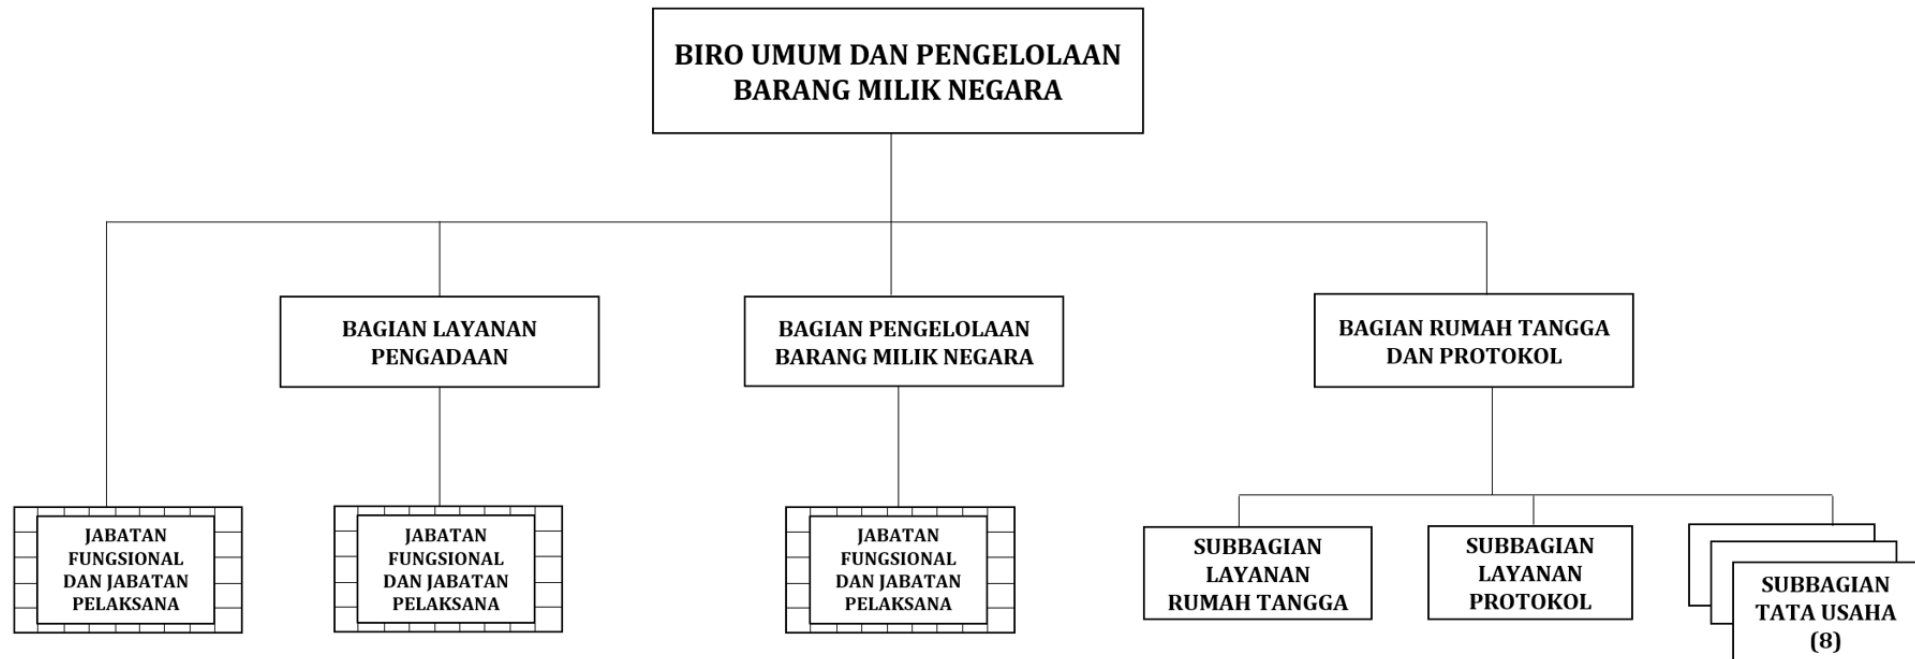 BIRO UMUM DAN PENGELOLAAN
BARANG MILIK NEGARA
BAGIAN LAYANAN
PENGADAAN
BAGIAN PENGELOLAAN
BARANG MILIK NEGARA
BAGIAN RUMAH TANGGA
DAN PROTOKOL
JABATAN
FUNGSIONAL
DAN JABATAN
PELAKSANA
JABATAN
FUNGSIONAL
DAN JABATAN
PELAKSANA
JABATAN
FUNGSIONAL
DAN JABATAN
PELAKSANA
SUBBAGIAN
LAYANAN
RUMAH TANGGA
SUBBAGIAN
LAYANAN
PROTOKOL
SUBBAGIAN
TATA USAHA
(8)